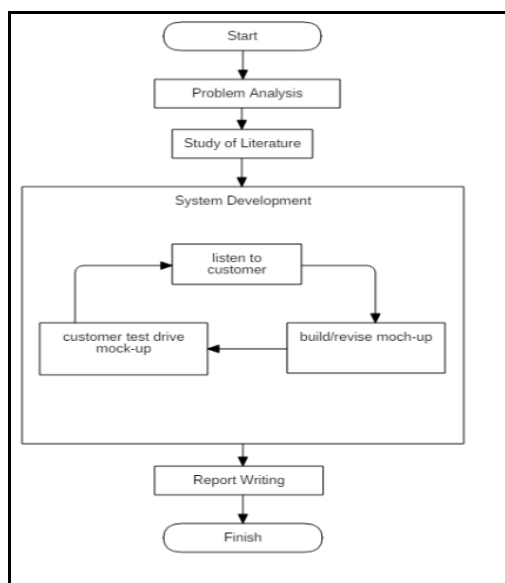 Start
Problem Analysis
Study of Literature
System Development
listen to
customer
customer test drive
mock-up
build/revise moch-up
Report Writing
Finish